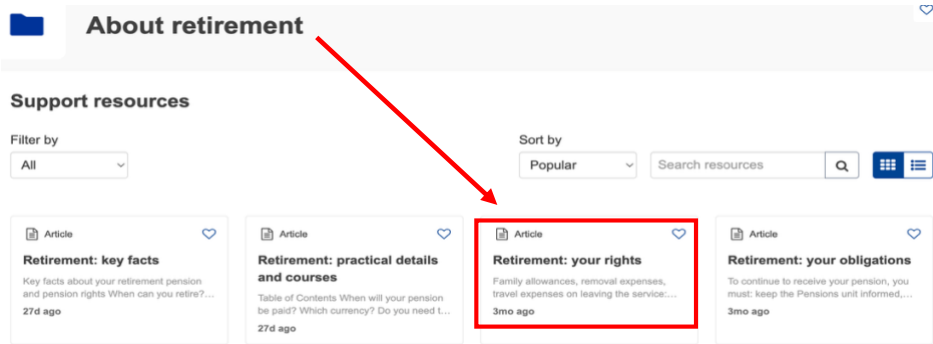 About retirement
Support resources
Filter by
Sort by
All
Popular
Search resources
Article
Retirement: key facts
Key facts about your retirement pension
and pension rights When can you retire?...
27d ago
Article
Retirement: practical details
and courses
Table of Contents When will your pension
be paid? Which currency? Do you need t...
27d ago
Article
Retirement: your rights
Family allowances, removal expenses,
travel expenses on leaving the service:...
3mo ago
Article
Retirement: your obligations
To continue to receive your pension, you
must: keep the Pensions unit informed,...
3mo ago